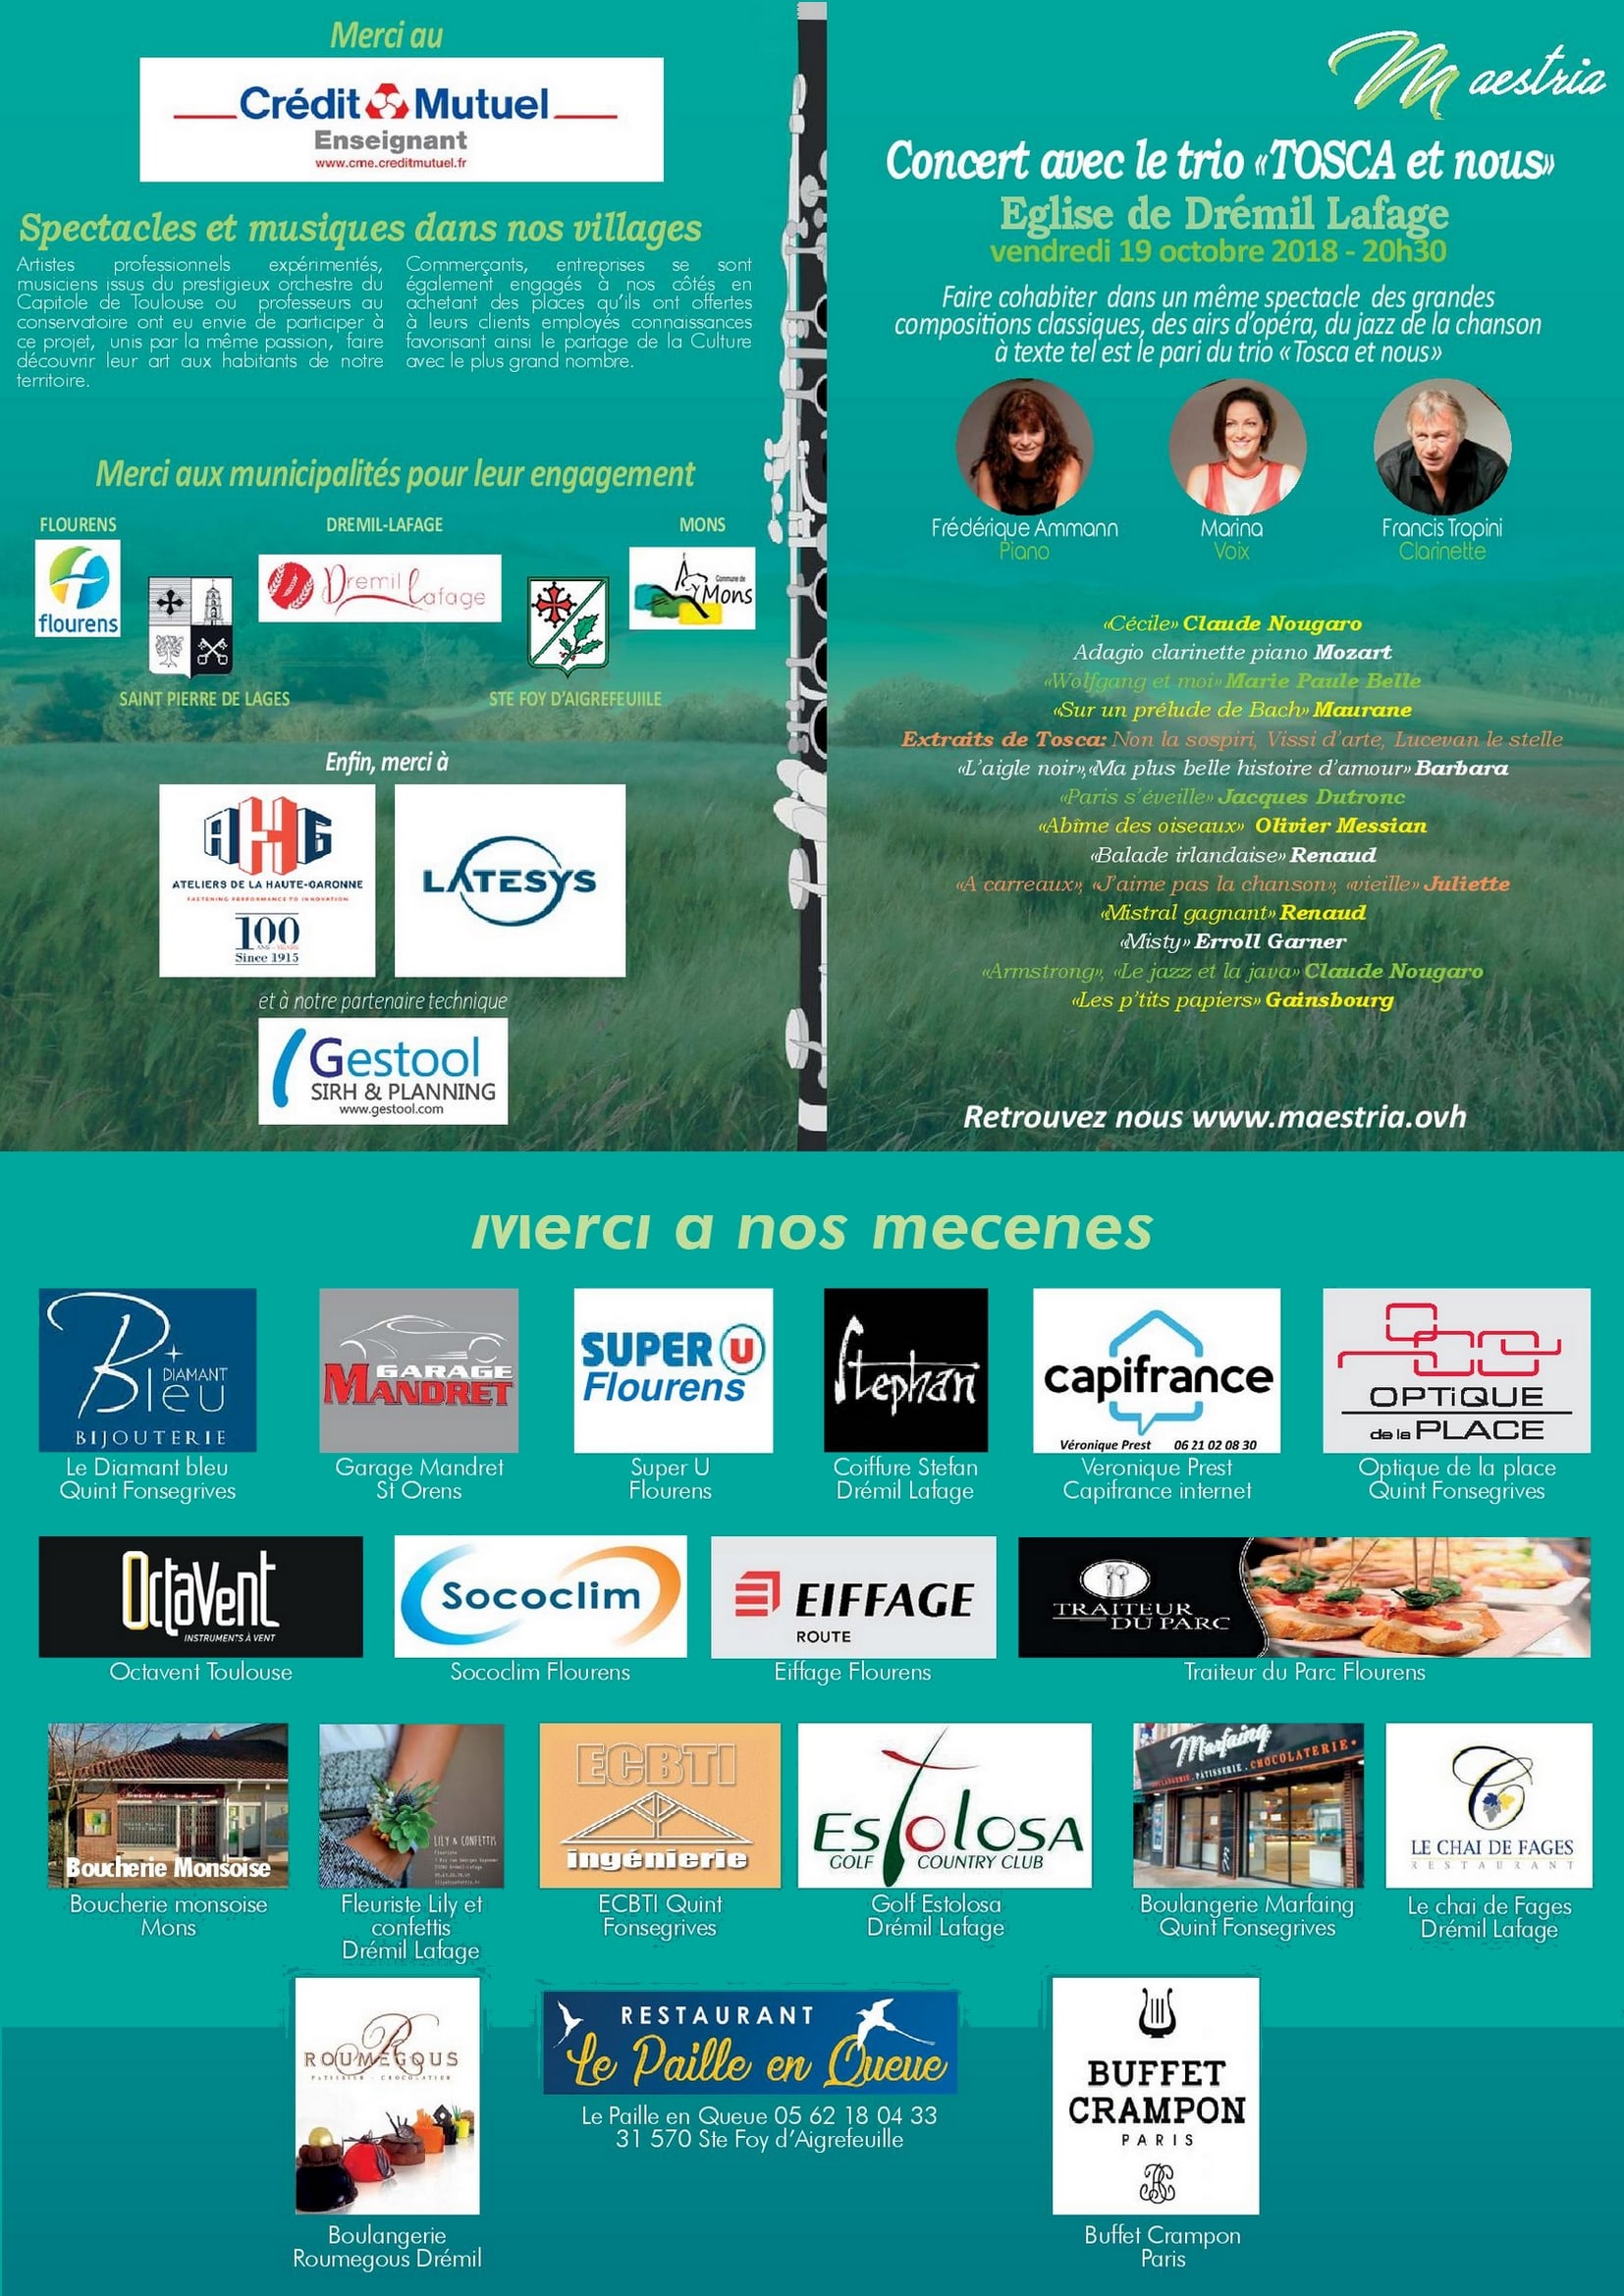 Merci au
Crédit Mutuel
Enseignant
www.cme.creditmutuel.fr
Spectacles et musiques dans nos villages
Artistes professionnels expérimentés,
musiciens issus du prestigieux orchestre du
Capitole de Toulouse ou professeurs au
conservatoire ont eu envie de participer à
ce projet, unis par la même passion, faire
découvrir leur art aux habitants de notre
territoire.
Commerçants, entreprises se sont
également engagés à nos côtés en
achetant des places qu'ils ont offertes
à leurs clients employés connaissances
favorisant ainsi le partage de la Culture
avec le plus grand nombre.
Merci aux municipalités pour leur engagement
FLOURENS
DREMIL-LAFAGE
MONS
flourens
Dremil Lafage
Commune de
Mons
SAINT PIERRE DE LAGES
STE FOY D'AIGREFEUIILE
Enfin, merci à
AHG
ATELIERS DE LA HAUTE-GARONNE
FASTENING PERFORMANCE TO INNOVATION
100
ANS - YEARS
Since 1915
LATESYS
et à notre partenaire technique
Gestool
SIRH & PLANNING
www.gestool.com
Maestria
Concert avec le trio «TOSCA et nous»
Eglise de Drémil Lafage
vendredi 19 octobre 2018 - 20h30
Faire cohabiter dans un même spectacle des grandes
compositions classiques, des airs d'opéra, du jazz de la chanson
à texte tel est le pari du trio «Tosca et nous»
Frédérique Ammann
Piano
Marina
Voix
Francis Tropini
Clarinette
«Cécile» Claude Nougaro
Adagio clarinette piano Mozart
«Wolfgang et moi» Marie Paule Belle
«Sur un prélude de Bach» Maurane
Extraits de Tosca: Non la sospiri, Vissi d'arte, Lucevan le stelle
«L'aigle noir»,«Ma plus belle histoire d'amour» Barbara
«Paris s'éveille» Jacques Dutronc
«Abîme des oiseaux» Olivier Messian
«Balade irlandaise» Renaud
«A carreaux», «J'aime pas la chanson», «vieille» Juliette
«Mistral gagnant» Renaud
«Misty» Erroll Garner
«Armstrong», «Le jazz et la java» Claude Nougaro
«Les p'tits papiers» Gainsbourg
Retrouvez nous www.maestria.ovh
Merci a nos mecenes
Bleu
DIAMANT
BIJOUTERIE
GARAGE
MANDRET
SUPER U
Flourens
Stephan
capifrance
Véronique Prest 06 21 02 08 30
OPTiQUE
de la PLACE
Le Diamant bleu
Quint Fonsegrives
Garage Mandret
St Orens
Super U
Flourens
Coiffure Stefan
Drémil Lafage
Veronique Prest
Capifrance internet
Optique de la place
Quint Fonsegrives
OctaVent
INSTRUMENTS À VENT
Sococlim
EIFFAGE
ROUTE
TRAITEUR
DU PARC
Octavent Toulouse
Sococlim Flourens
Eiffage Flourens
Traiteur du Parc Flourens
Boucherie Monsoise
LILY & CONFETTIS
ECBTI
ingénierie
EsTolosa
GOLF COUNTRY CLUB
Marfaing
BOULANGERIE . PÂTISSERIE . CHOCOLATERIE .
LE CHAI DE FAGES
RESTAURANT
Boucherie monsoise
Mons
Fleuriste Lily et
confettis
Drémil Lafage
ECBTI Quint
Fonsegrives
Golf Estolosa
Drémil Lafage
Boulangerie Marfaing
Quint Fonsegrives
Le chai de Fages
Drémil Lafage
R
ROUMEGOUS
PATISSIER - CHOCOLATIER
RESTAURANT
Le Paille en Queue
Le Paille en Queue 05 62 18 04 33
31 570 Ste Foy d'Aigrefeuille
BUFFET
CRAMPON
PARIS
Boulangerie
Roumegous Drémil
Buffet Crampon
Paris